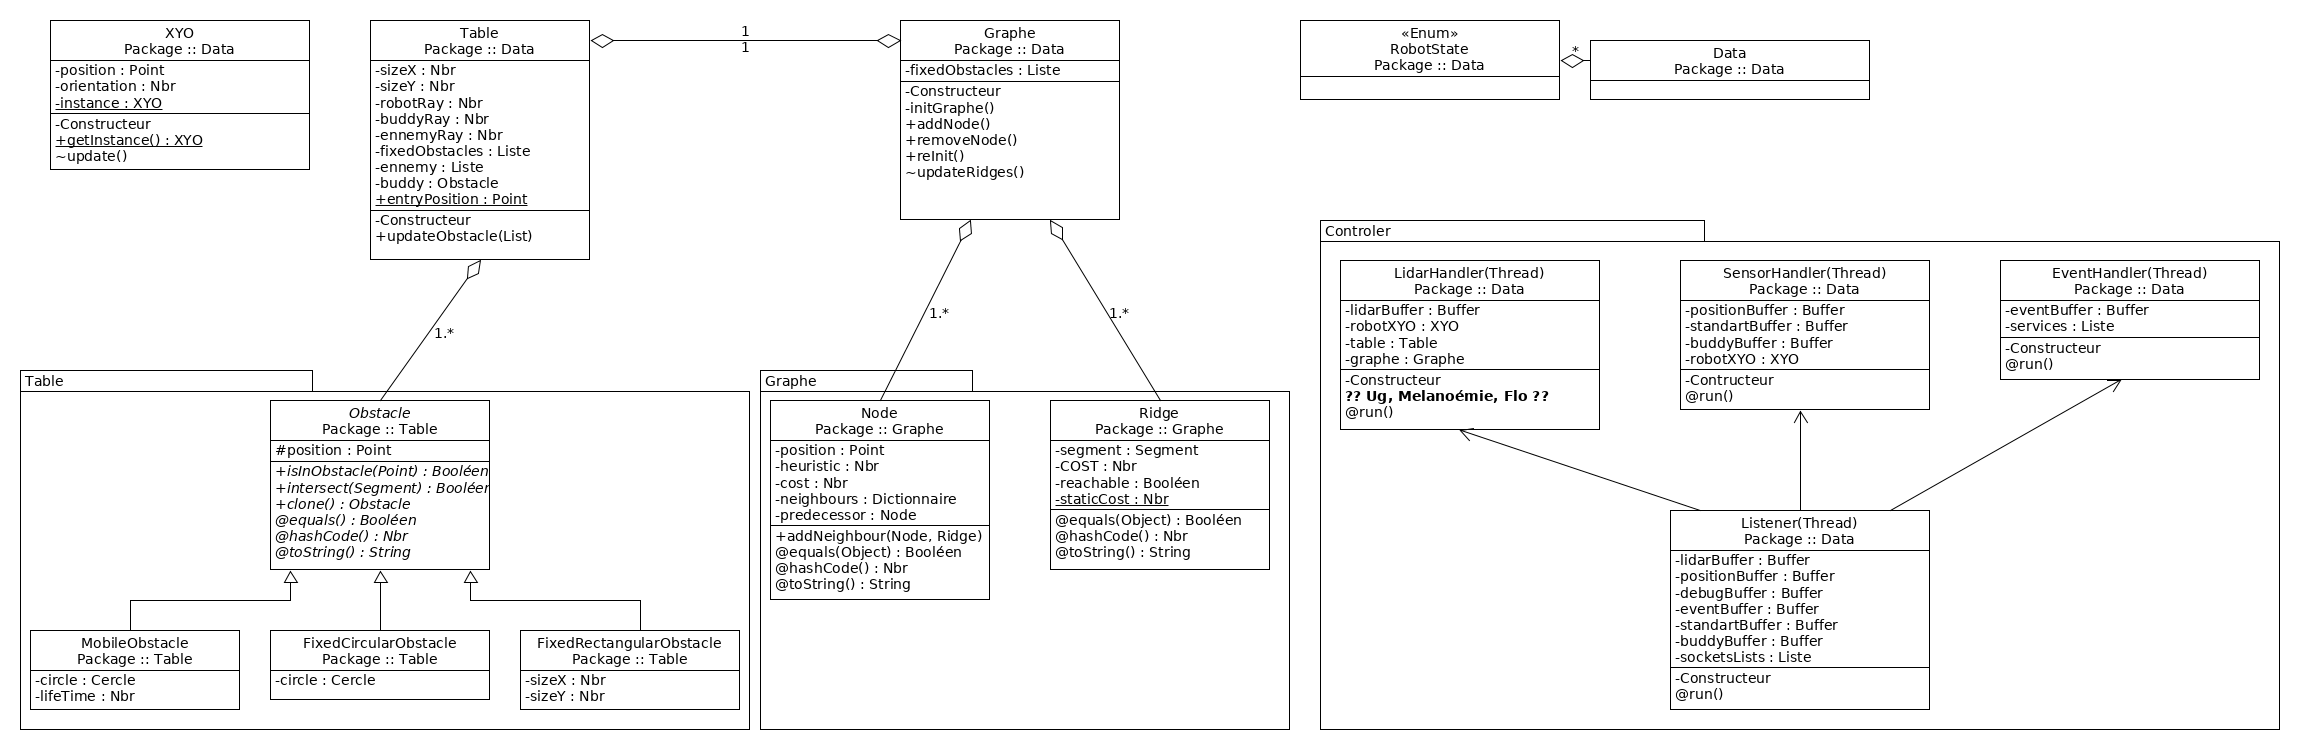 XYO
Package :: Data
-position : Point
-orientation : Nbr
-instance : XYO
-Constructeur
+getInstance() : XYO
~update()
Table
Package :: Data
-sizeX : Nbr
-sizeY : Nbr
-robotRay : Nbr
-buddyRay : Nbr
-ennemyRay : Nbr
-fixedObstacles : Liste
-ennemy : Liste
-buddy : Obstacle
+entryPosition : Point
-Constructeur
+updateObstacle(List)
1
1
Graphe
Package :: Data
-fixedObstacles : Liste
-Constructeur
-initGraphe()
+addNode()
+removeNode()
+reInit()
~updateRidges()
«Enum»
RobotState
Package :: Data
*
Data
Package :: Data
1.*
1.*
1.*
Table
Obstacle
Package :: Table
#position : Point
+isInObstacle(Point) : Booléen
+intersect(Segment) : Booléen
+clone() : Obstacle
@equals() : Booléen
@hashCode() : Nbr
@toString() : String
MobileObstacle
Package :: Table
-circle : Cercle
-lifeTime : Nbr
FixedCircularObstacle
Package :: Table
-circle : Cercle
FixedRectangularObstacle
Package :: Table
-sizeX : Nbr
-sizeY : Nbr
Graphe
Node
Package :: Graphe
-position : Point
-heuristic : Nbr
-cost : Nbr
-neighbours : Dictionnaire
-predecessor : Node
+addNeighbour(Node, Ridge)
@equals(Object) : Booléen
@hashCode() : Nbr
@toString() : String
Ridge
Package :: Graphe
-segment : Segment
-COST : Nbr
-reachable : Booléen
-staticCost : Nbr
@equals(Object) : Booléen
@hashCode() : Nbr
@toString() : String
Controler
LidarHandler(Thread)
Package :: Data
-lidarBuffer : Buffer
-robotXYO : XYO
-table : Table
-graphe : Graphe
-Constructeur
?? Ug, Melanoémie, Flo ??
@run()
SensorHandler(Thread)
Package :: Data
-positionBuffer : Buffer
-standartBuffer : Buffer
-buddyBuffer : Buffer
-robotXYO : XYO
-Contructeur
@run()
EventHandler(Thread)
Package :: Data
-eventBuffer : Buffer
-services : Liste
-Constructeur
@run()
Listener(Thread)
Package :: Data
-lidarBuffer : Buffer
-positionBuffer : Buffer
-debugBuffer : Buffer
-eventBuffer : Buffer
-standartBuffer : Buffer
-buddyBuffer : Buffer
-socketsLists : Liste
-Constructeur
@run()